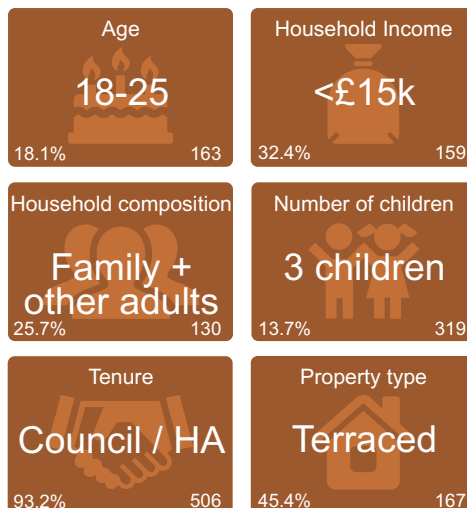 Age
18-25
18.1% 163
Household Income
<£15k
32.4% 159
Household composition
Family +
other adults
25.7% 130
Number of children
3 children
13.7% 319
Tenure
Council / HA
93.2% 506
Property type
Terraced
45.4% 167